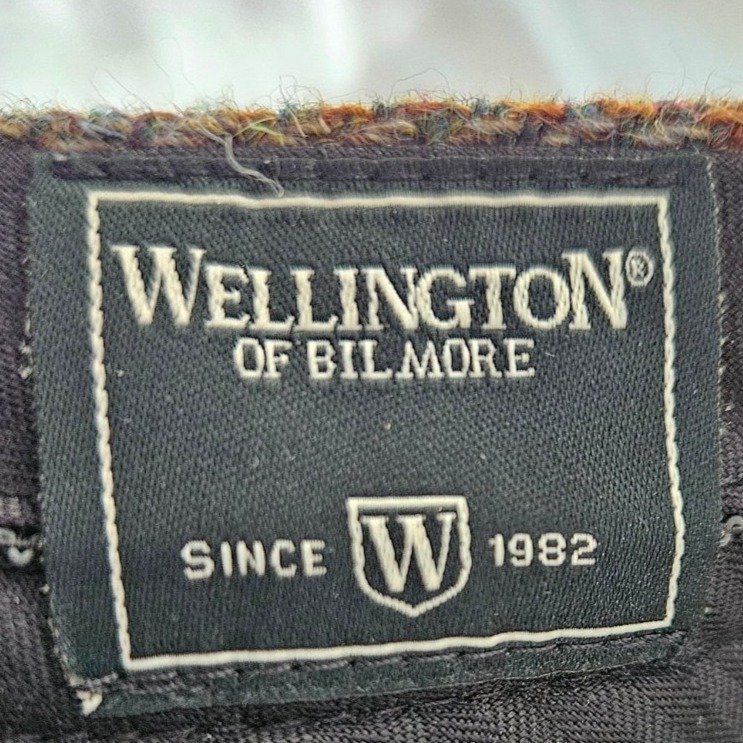 WELLINGTON®
OF BILMORE
SINCE W 1982